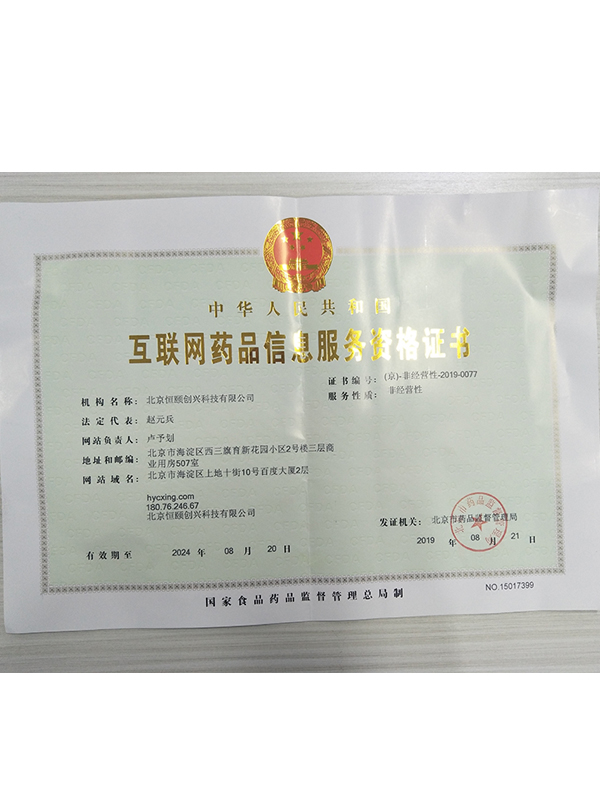 中华人民共和国
互联网药品信息服务资格证书
证书编号：(京)-非经营性-2019-0077
服务性质：非经营性
机构名称：北京恒颐创兴科技有限公司
法定代表：赵元兵
网站负责人：卢予划
地址和邮编：北京市海淀区西三旗育新花园小区2号楼三层商
业用房507室
网站域名：北京市海淀区上地十街10号百度大厦2层
hycxing.com
180.76.246.67
北京恒颐创兴科技有限公司
发证机关：北京市药品监督管理局
2019 年 08 月 21 日
有效期至 2024 年 08 月 20 日
国家食品药品监督管理总局制
NO.15017399